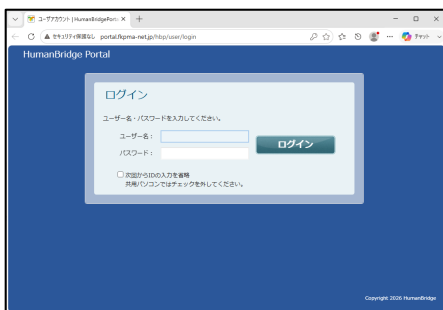 ユーザアカウント | HumanBridgePort
セキュリティ保護なし portal.fkpma-net.jp/hbp/user/login
チャット
HumanBridge Portal
ログイン
ユーザー名・パスワードを入力してください。
ユーザー名：
パスワード：
ログイン
次回からIDの入力を省略
共用パソコンではチェックを外してください。
Copyright 2026 HumanBridge